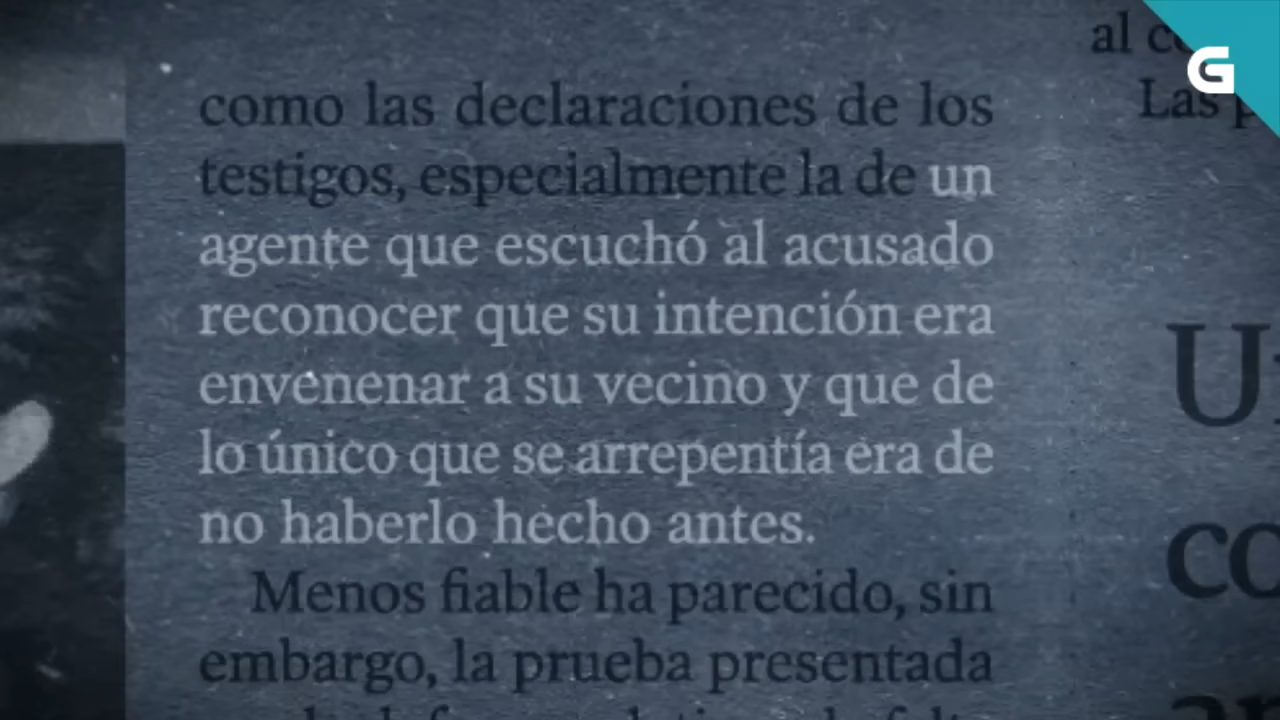 como las declaraciones de los
testigos, especialmente la de un
agente que escuchó al acusado
reconocer que su intención era
envenenar a su vecino y que de
lo único que se arrepentía era de
no haberlo hecho antes.
Menos fiable ha parecido, sin
embargo, la prueba presentada
al
Las
G